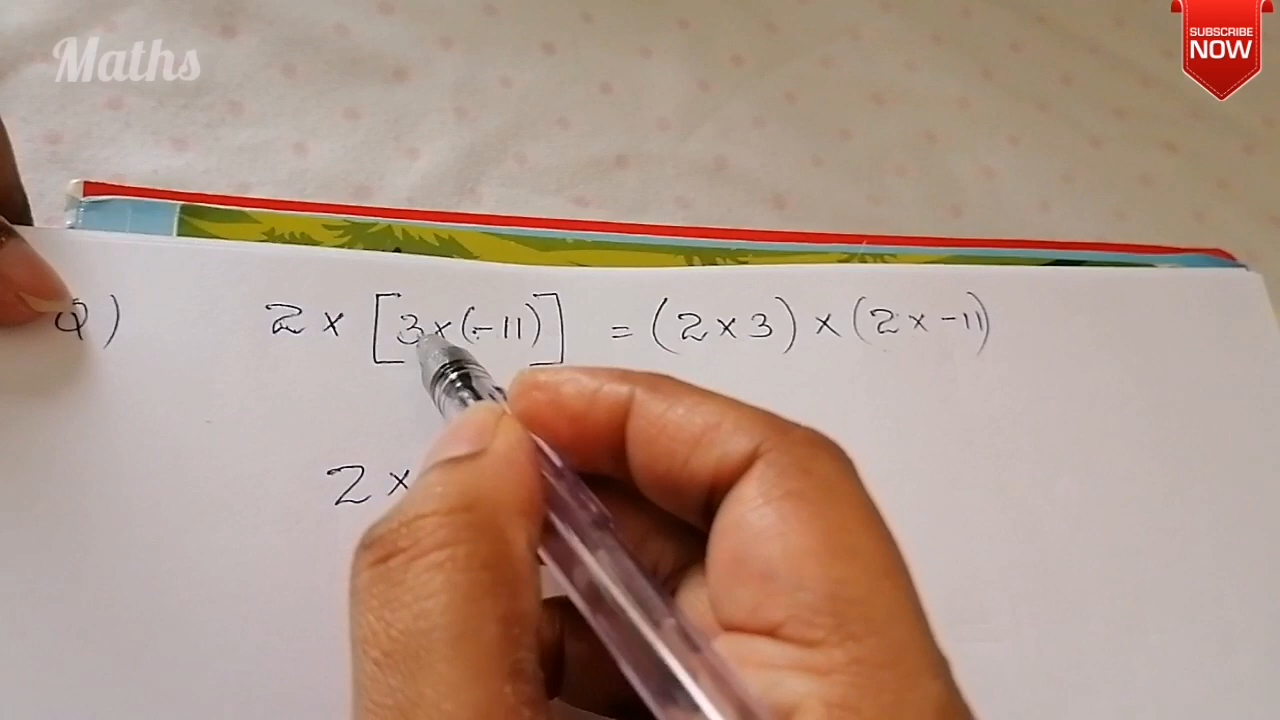 Maths
SUBSCRIBE
NOW
Q) 2 × [3 × (-11)] = (2 × 3) × (2 × -11)
2 ×